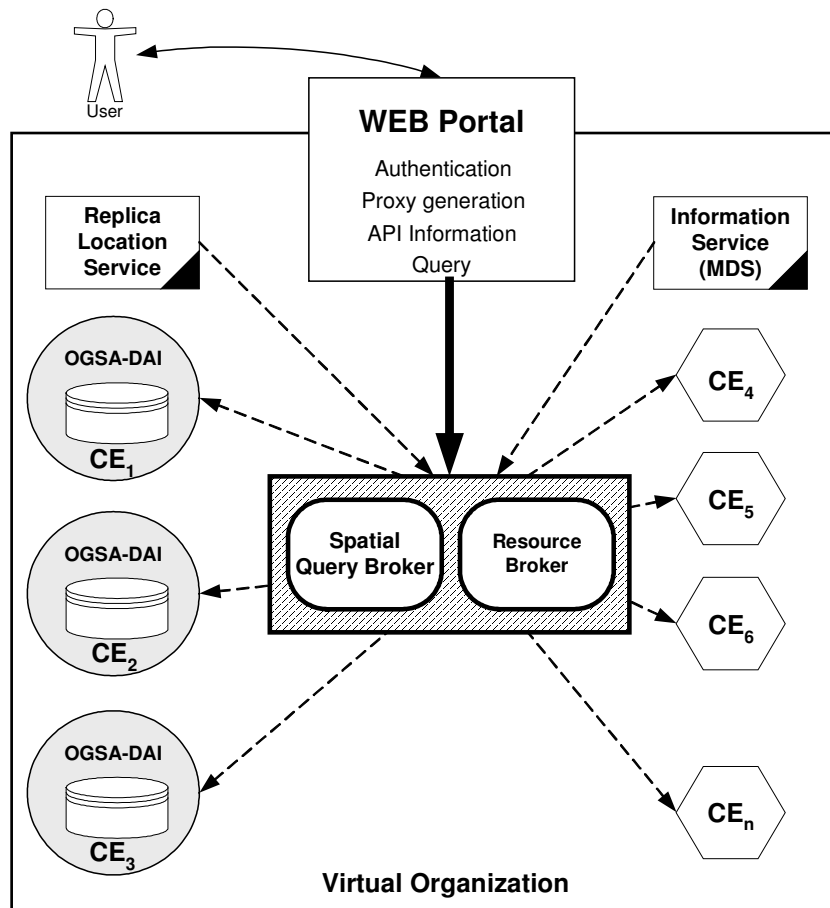 User
WEB Portal
Authentication
Proxy generation
API Information
Query
Replica
Location
Service
Information
Service
(MDS)
OGSA-DAI
CE1
OGSA-DAI
CE2
OGSA-DAI
CE3
Spatial
Query Broker
Resource
Broker
CE4
CE5
CE6
CEn
Virtual Organization